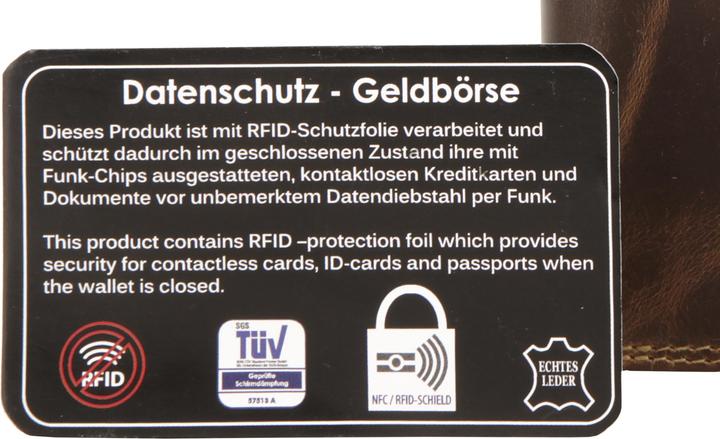 Datenschutz - Geldbörse
Dieses Produkt ist mit RFID-Schutzfolie verarbeitet und
schützt dadurch im geschlossenen Zustand ihre mit
Funk-Chips ausgestatteten, kontaktlosen Kreditkarten und
Dokumente vor unbemerktem Datendiebstahl per Funk.
This product contains RFID –protection foil which provides
security for contactless cards, ID-cards and passports when
the wallet is closed.
RFID
SGS
TÜV
Geprüfte
Schirmdämpfung
57513 A
NFC / RFID-SHIELD
ECHTES
LEDER